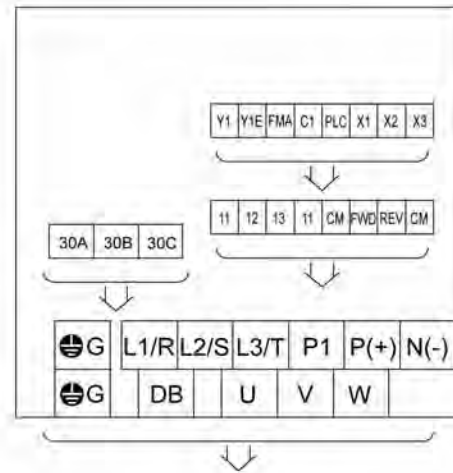 Y1 Y1E FMA C1 PLC X1 X2 X3
11 12 13 11 CM FWD REV CM
30A 30B 30C
G L1/R L2/S L3/T P1 P(+) N(-)
G DB U V W